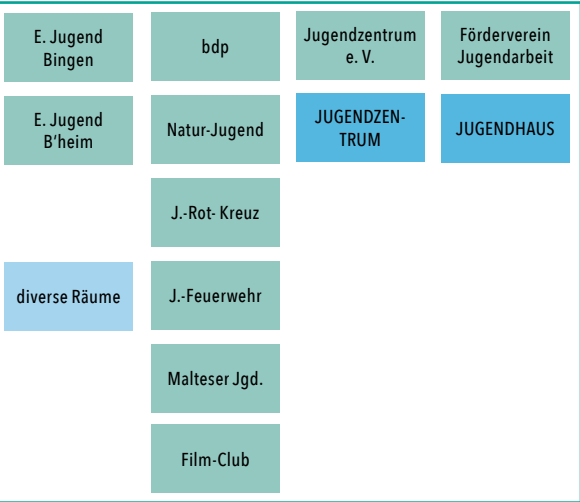 E. Jugend
Bingen
bdp
Jugendzentrum
e. V.
Förderverein
Jugendarbeit
E. Jugend
B'heim
Natur-Jugend
JUGENDZEN-
TRUM
JUGENDHAUS
J.-Rot- Kreuz
diverse Räume
J.-Feuerwehr
Malteser Jgd.
Film-Club